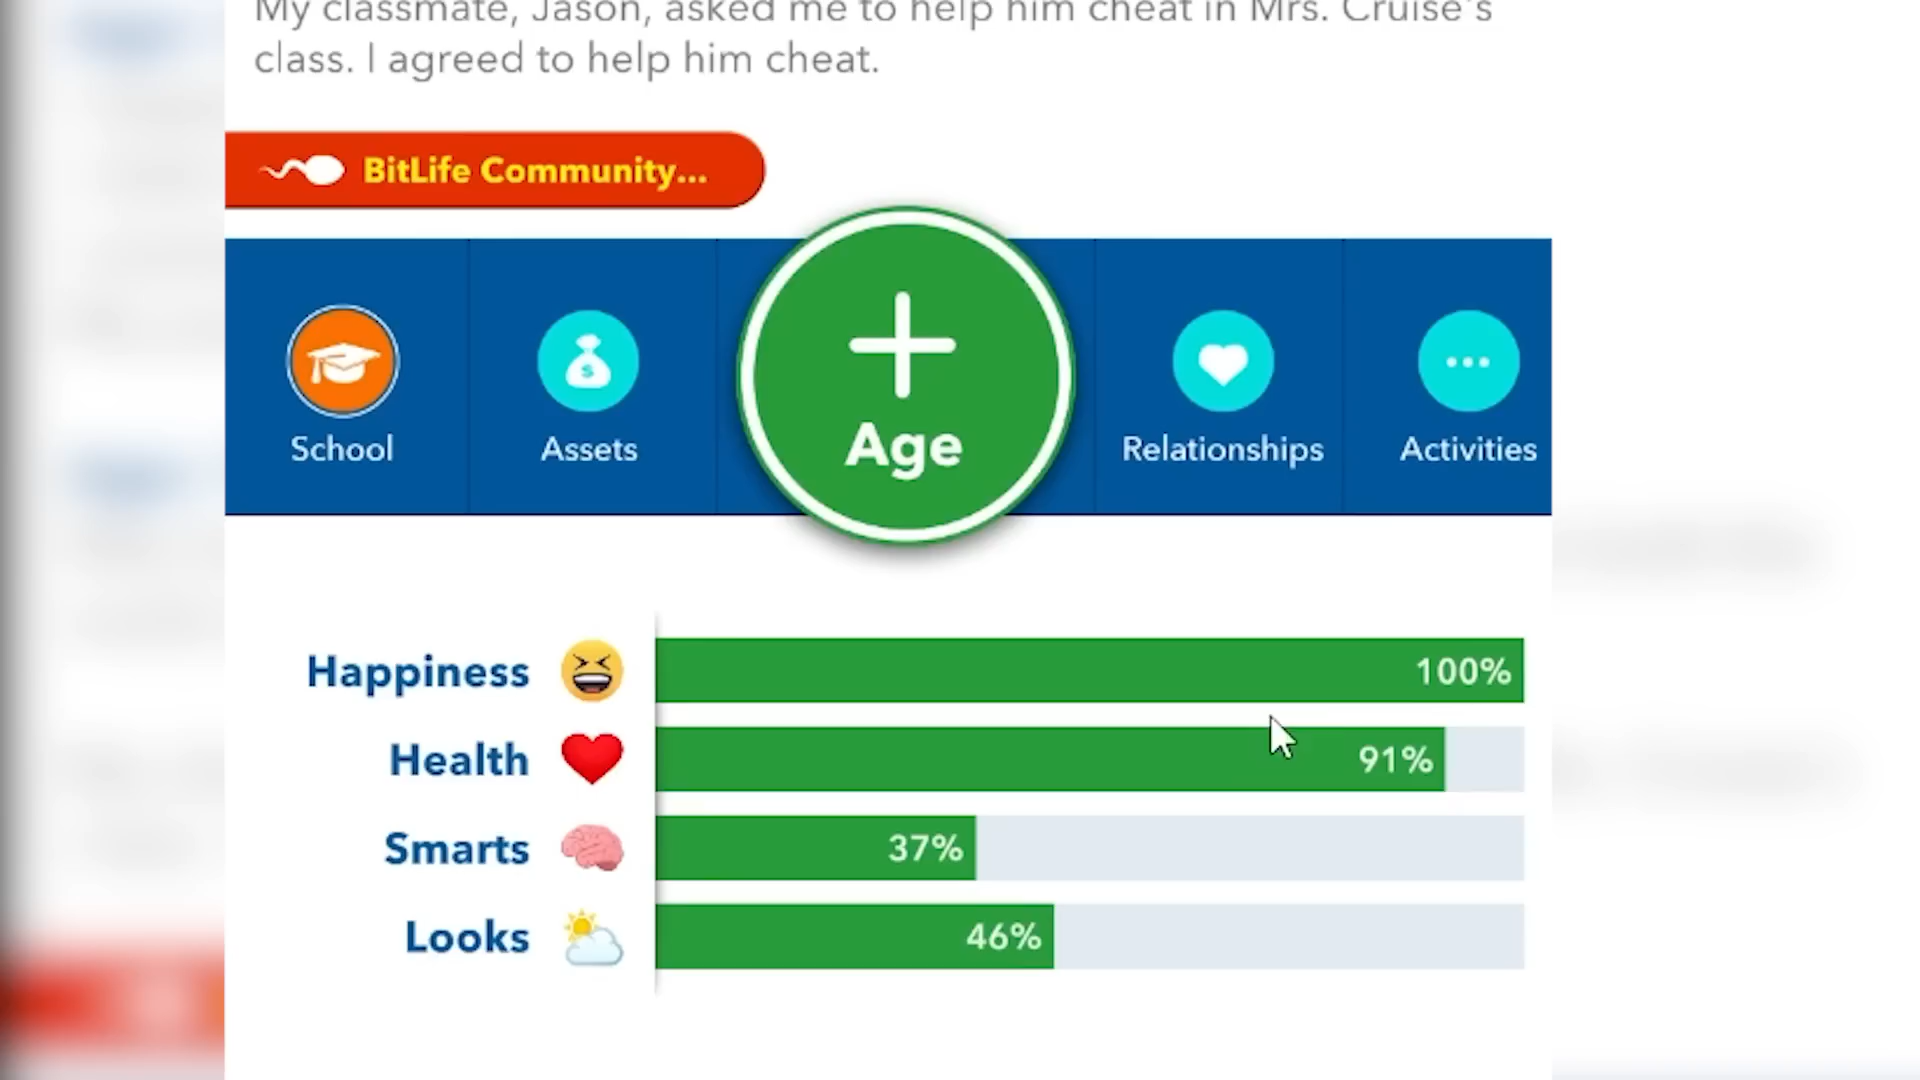 My classmate, Jason, asked me to help him cheat in Mrs. Cruise's
class. I agreed to help him cheat.
BitLife Community...
School
Assets
Age
Relationships
Activities
Happiness 100%
Health 91%
Smarts 37%
Looks 46%